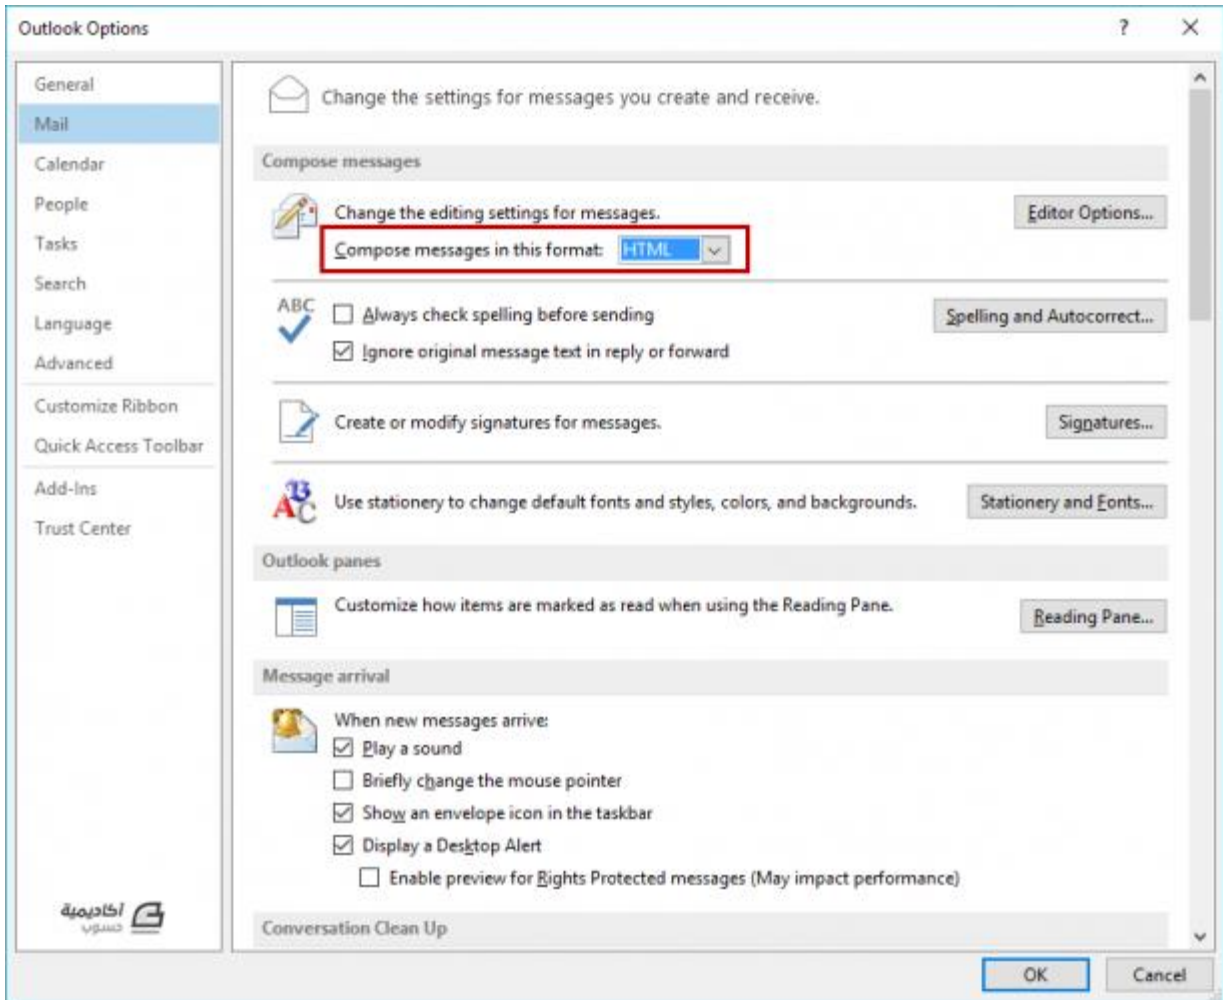 Outlook Options
?
General
Mail
Calendar
People
Tasks
Search
Language
Advanced
Customize Ribbon
Quick Access Toolbar
Add-Ins
Trust Center
أكاديمية
حسوب
Change the settings for messages you create and receive.
Compose messages
Change the editing settings for messages.
Editor Options...
Compose messages in this format: HTML
ABC
Always check spelling before sending
Spelling and Autocorrect...
Ignore original message text in reply or forward
Create or modify signatures for messages.
Signatures...
ABC
Use stationery to change default fonts and styles, colors, and backgrounds.
Stationery and Fonts...
Outlook panes
Customize how items are marked as read when using the Reading Pane.
Reading Pane...
Message arrival
When new messages arrive:
Play a sound
Briefly change the mouse pointer
Show an envelope icon in the taskbar
Display a Desktop Alert
Enable preview for Rights Protected messages (May impact performance)
Conversation Clean Up
OK
Cancel